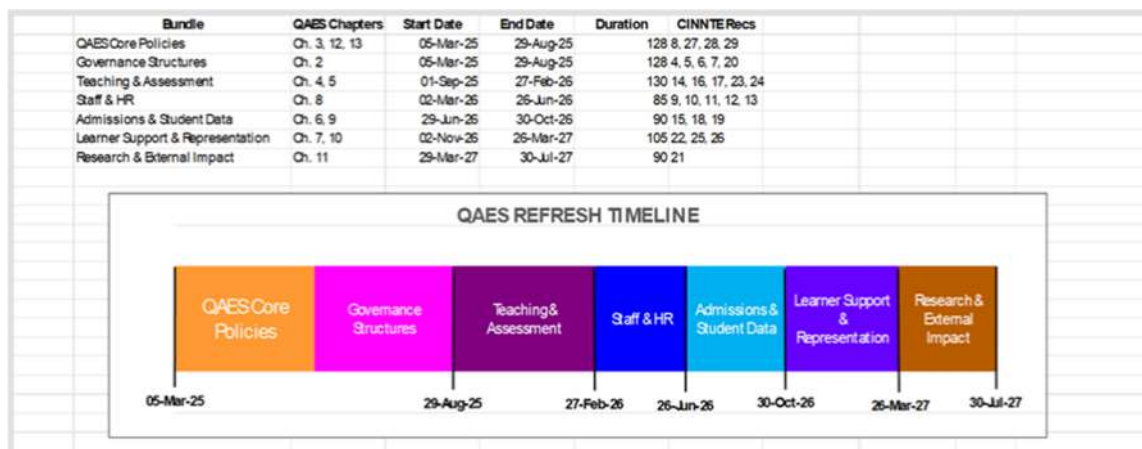 Bundle QAES Chapters Start Date End Date Duration CINNTE Recs
QAES Core Policies Ch. 3, 12, 13 05-Mar-25 29-Aug-25 128 8, 27, 28, 29
Governance Structures Ch. 2 05-Mar-25 29-Aug-25 128 4, 5, 6, 7, 20
Teaching & Assessment Ch. 4, 5 01-Sep-25 27-Feb-26 130 14, 16, 17, 23, 24
Staff & HR Ch. 8 02-Mar-26 26-Jun-26 85 9, 10, 11, 12, 13
Admissions & Student Data Ch. 6, 9 29-Jun-26 30-Oct-26 90 15, 18, 19
Learner Support & Representation Ch. 7, 10 02-Nov-26 26-Mar-27 105 22, 25, 26
Research & External Impact Ch. 11 29-Mar-27 30-Jul-27 90 21
QAES REFRESH TIMELINE
QAES Core
Policies
Governance
Structures
Teaching &
Assessment
Staff & HR
Admissions &
Student Data
Learner Support
&
Representation
Research &
External
Impact
05-Mar-25 29-Aug-25 27-Feb-26 26-Jun-26 30-Oct-26 26-Mar-27 30-Jul-27